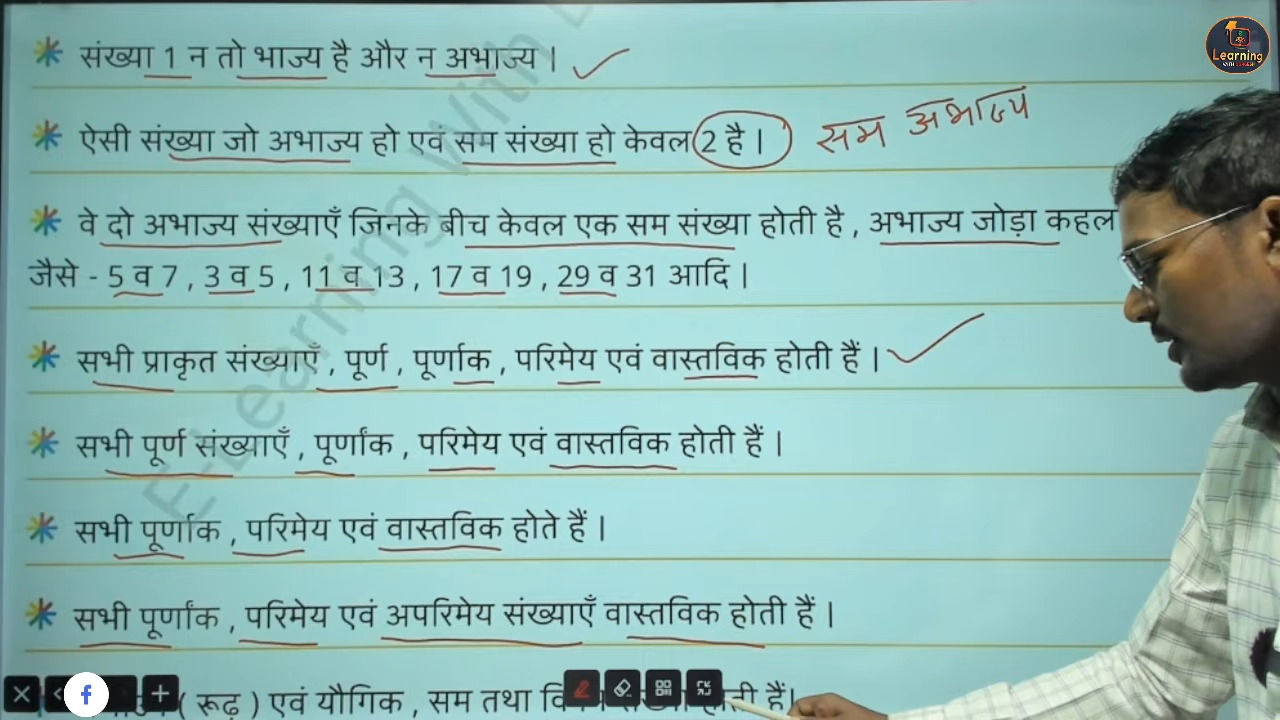 संख्या 1 न तो भाज्य है और न अभाज्य |
ऐसी संख्या जो अभाज्य हो एवं सम संख्या हो केवल 2 है | सम अभाज्य
वे दो अभाज्य संख्याएँ जिनके बीच केवल एक सम संख्या होती है , अभाज्य जोड़ा कहल
जैसे - 5 व 7 , 3 व 5 , 11 व 13 , 17 व 19 , 29 व 31 आदि |
सभी प्राकृत संख्याएँ , पूर्ण , पूर्णाक , परिमेय एवं वास्तविक होती हैं |
सभी पूर्ण संख्याएँ , पूर्णांक , परिमेय एवं वास्तविक होती हैं |
सभी पूर्णाक , परिमेय एवं वास्तविक होते हैं |
सभी पूर्णांक , परिमेय एवं अपरिमेय संख्याएँ वास्तविक होती हैं |
( रूढ़ ) एवं यौगिक , सम तथा हैं|
E-Learning With
Learning